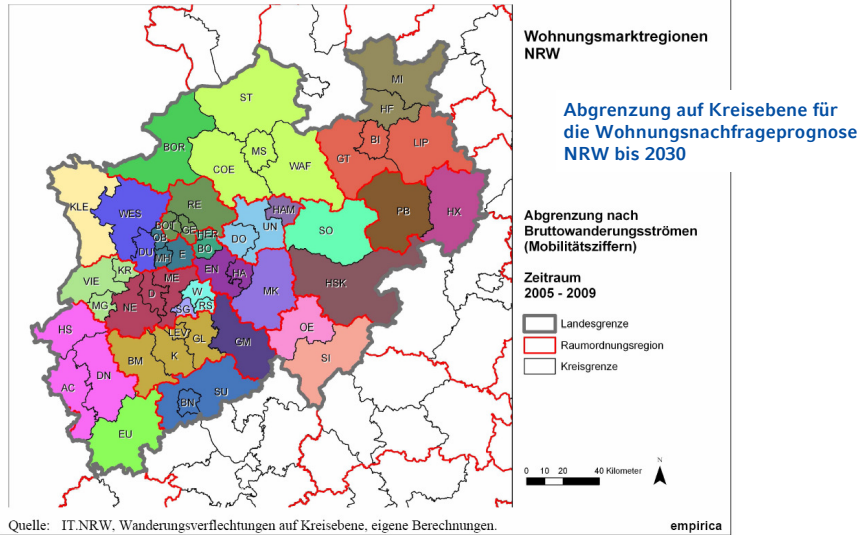 Wohnungsmarktregionen
NRW
Abgrenzung auf Kreisebene für
die Wohnungsnachfrageprognose
NRW bis 2030
Abgrenzung nach
Bruttowanderungsströmen
(Mobilitätsziffern)
Zeitraum
2005 - 2009
Landesgrenze
Raumordnungsregion
Kreisgrenze
0 10 20 40 Kilometer
N
MI
HF
ST
BOR
MS
COE
WAF
GT
BI
LIP
KLE
WES
RE
HAM
UN
SO
PB
HX
BOT
GE
HER
OB
DO
DU
MH
E
BO
KR
VIE
ME
EN
HA
MK
HSK
MG
NE
D
W
SG
RS
HS
LEV
GL
GM
OE
BM
K
SI
AC
DN
BN
SU
EU
Quelle: IT.NRW, Wanderungsverflechtungen auf Kreisebene, eigene Berechnungen.
empirica